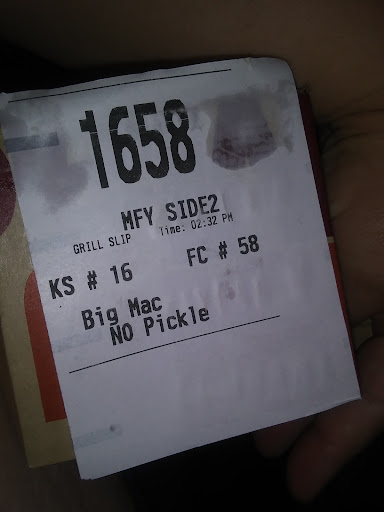 1658
MFY SIDE2
GRILL SLIP Time: 02:32 PM
KS # 16 FC # 58
Big Mac
NO Pickle